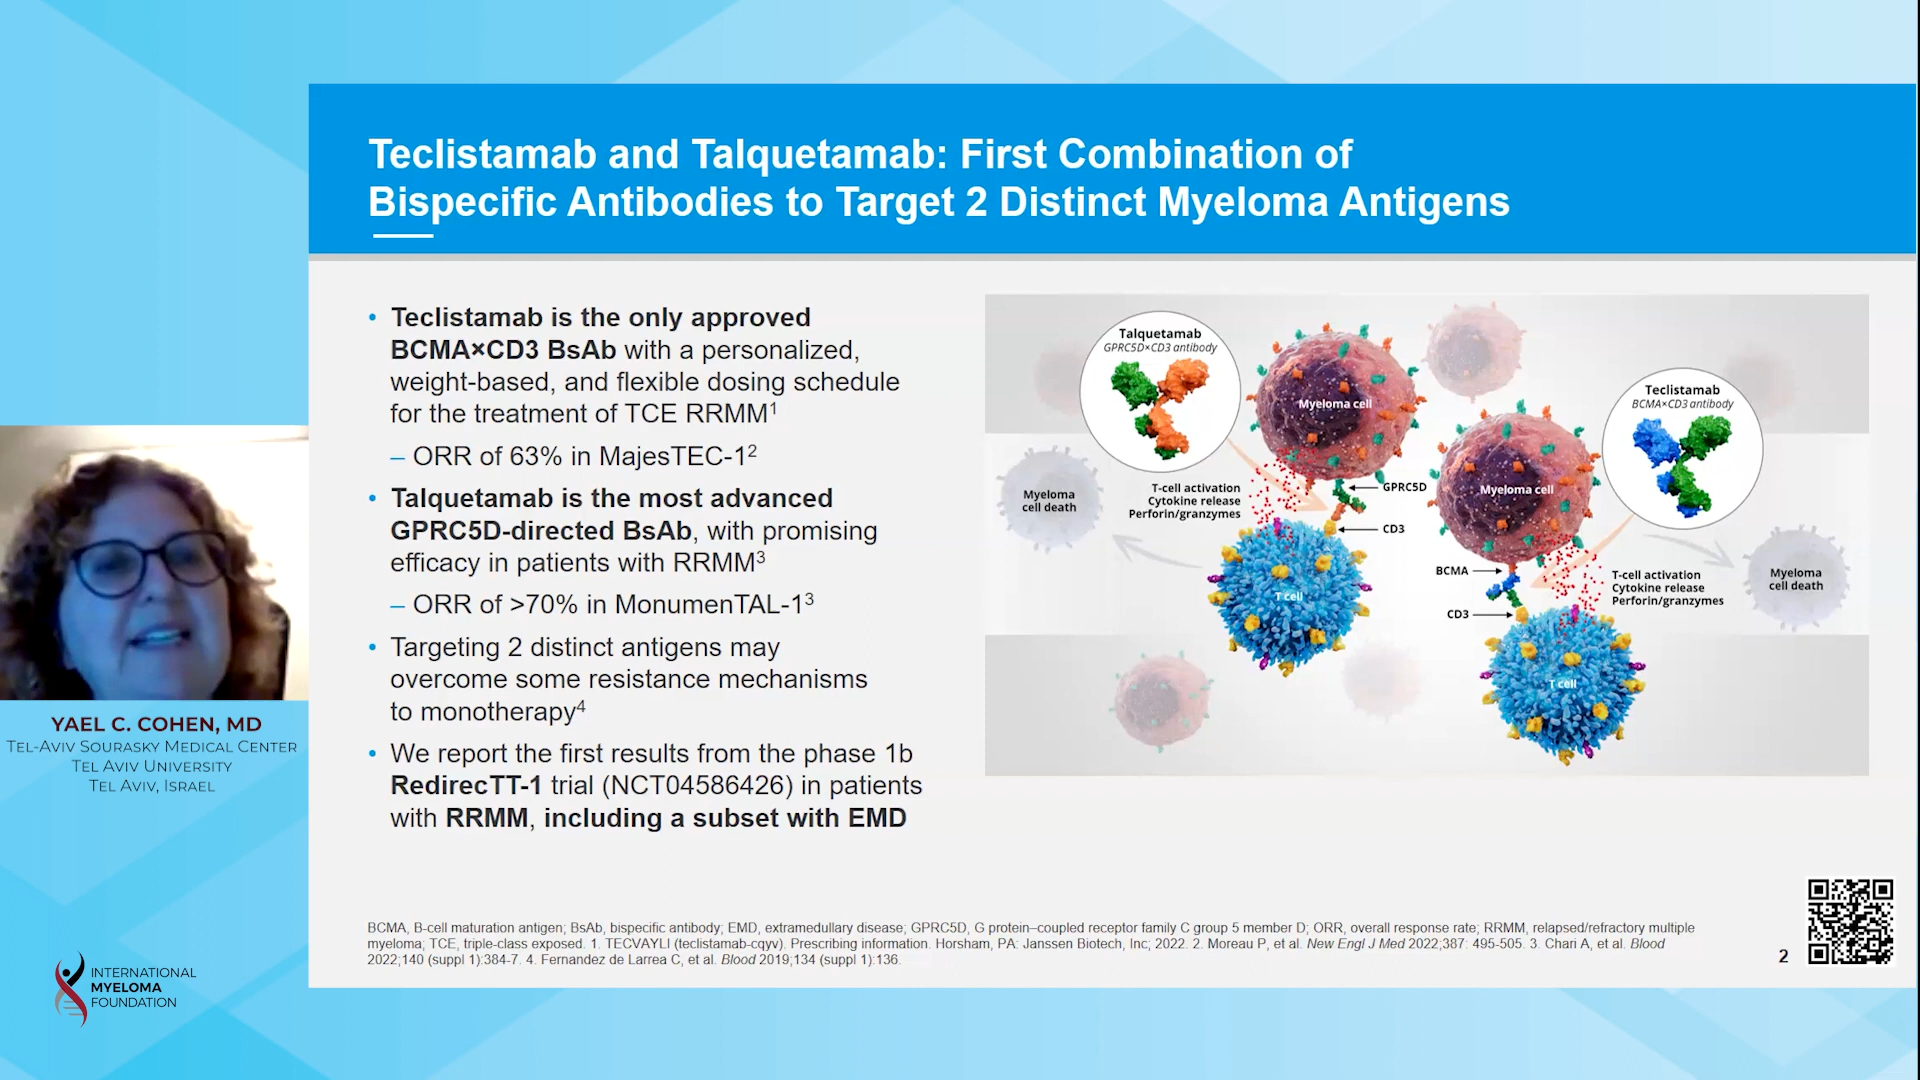 Teclistamab and Talquetamab: First Combination of
Bispecific Antibodies to Target 2 Distinct Myeloma Antigens
• Teclistamab is the only approved
BCMA×CD3 BsAb with a personalized,
weight-based, and flexible dosing schedule
for the treatment of TCE RRMM1
– ORR of 63% in MajesTEC-12
• Talquetamab is the most advanced
GPRC5D-directed BsAb, with promising
efficacy in patients with RRMM3
– ORR of >70% in MonumenTAL-13
• Targeting 2 distinct antigens may
overcome some resistance mechanisms
to monotherapy4
• We report the first results from the phase 1b
RedirecTT-1 trial (NCT04586426) in patients
with RRMM, including a subset with EMD
Talquetamab
GPRC5D×CD3 antibody
Myeloma cell
Myeloma
cell death
T-cell activation
Cytokine release
Perforin/granzymes
GPRC5D
CD3
T cell
Teclistamab
BCMA×CD3 antibody
Myeloma cell
BCMA
CD3
T-cell activation
Cytokine release
Perforin/granzymes
Myeloma
cell death
T cell
BCMA, B-cell maturation antigen; BsAb, bispecific antibody; EMD, extramedullary disease; GPRC5D, G protein–coupled receptor family C group 5 member D; ORR, overall response rate; RRMM, relapsed/refractory multiple
myeloma; TCE, triple-class exposed. 1. TECVAYLI (teclistamab-cqyv). Prescribing information. Horsham, PA: Janssen Biotech, Inc; 2022. 2. Moreau P, et al. New Engl J Med 2022;387: 495-505. 3. Chari A, et al. Blood
2022;140 (suppl 1):384-7. 4. Fernandez de Larrea C, et al. Blood 2019;134 (suppl 1):136.
2
YAEL C. COHEN, MD
TEL-AVIV SOURASKY MEDICAL CENTER
TEL AVIV UNIVERSITY
TEL AVIV, ISRAEL
INTERNATIONAL
MYELOMA
FOUNDATION